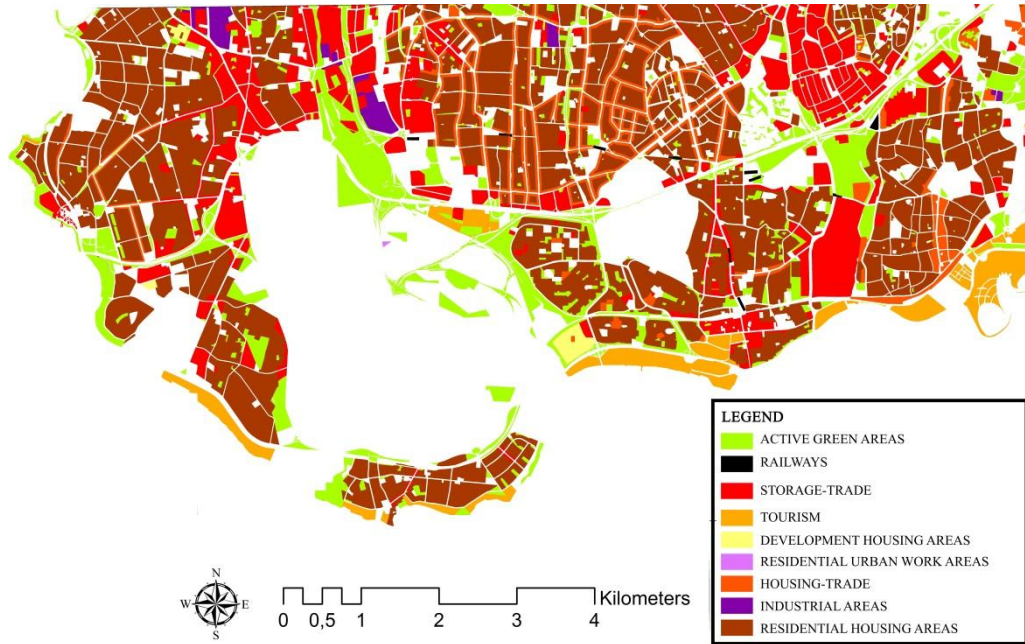 LEGEND
ACTIVE GREEN AREAS
RAILWAYS
STORAGE-TRADE
TOURISM
DEVELOPMENT HOUSING AREAS
RESIDENTIAL URBAN WORK AREAS
HOUSING-TRADE
INDUSTRIAL AREAS
RESIDENTIAL HOUSING AREAS
N
W E
S
Kilometers
0 0,5 1 2 3 4